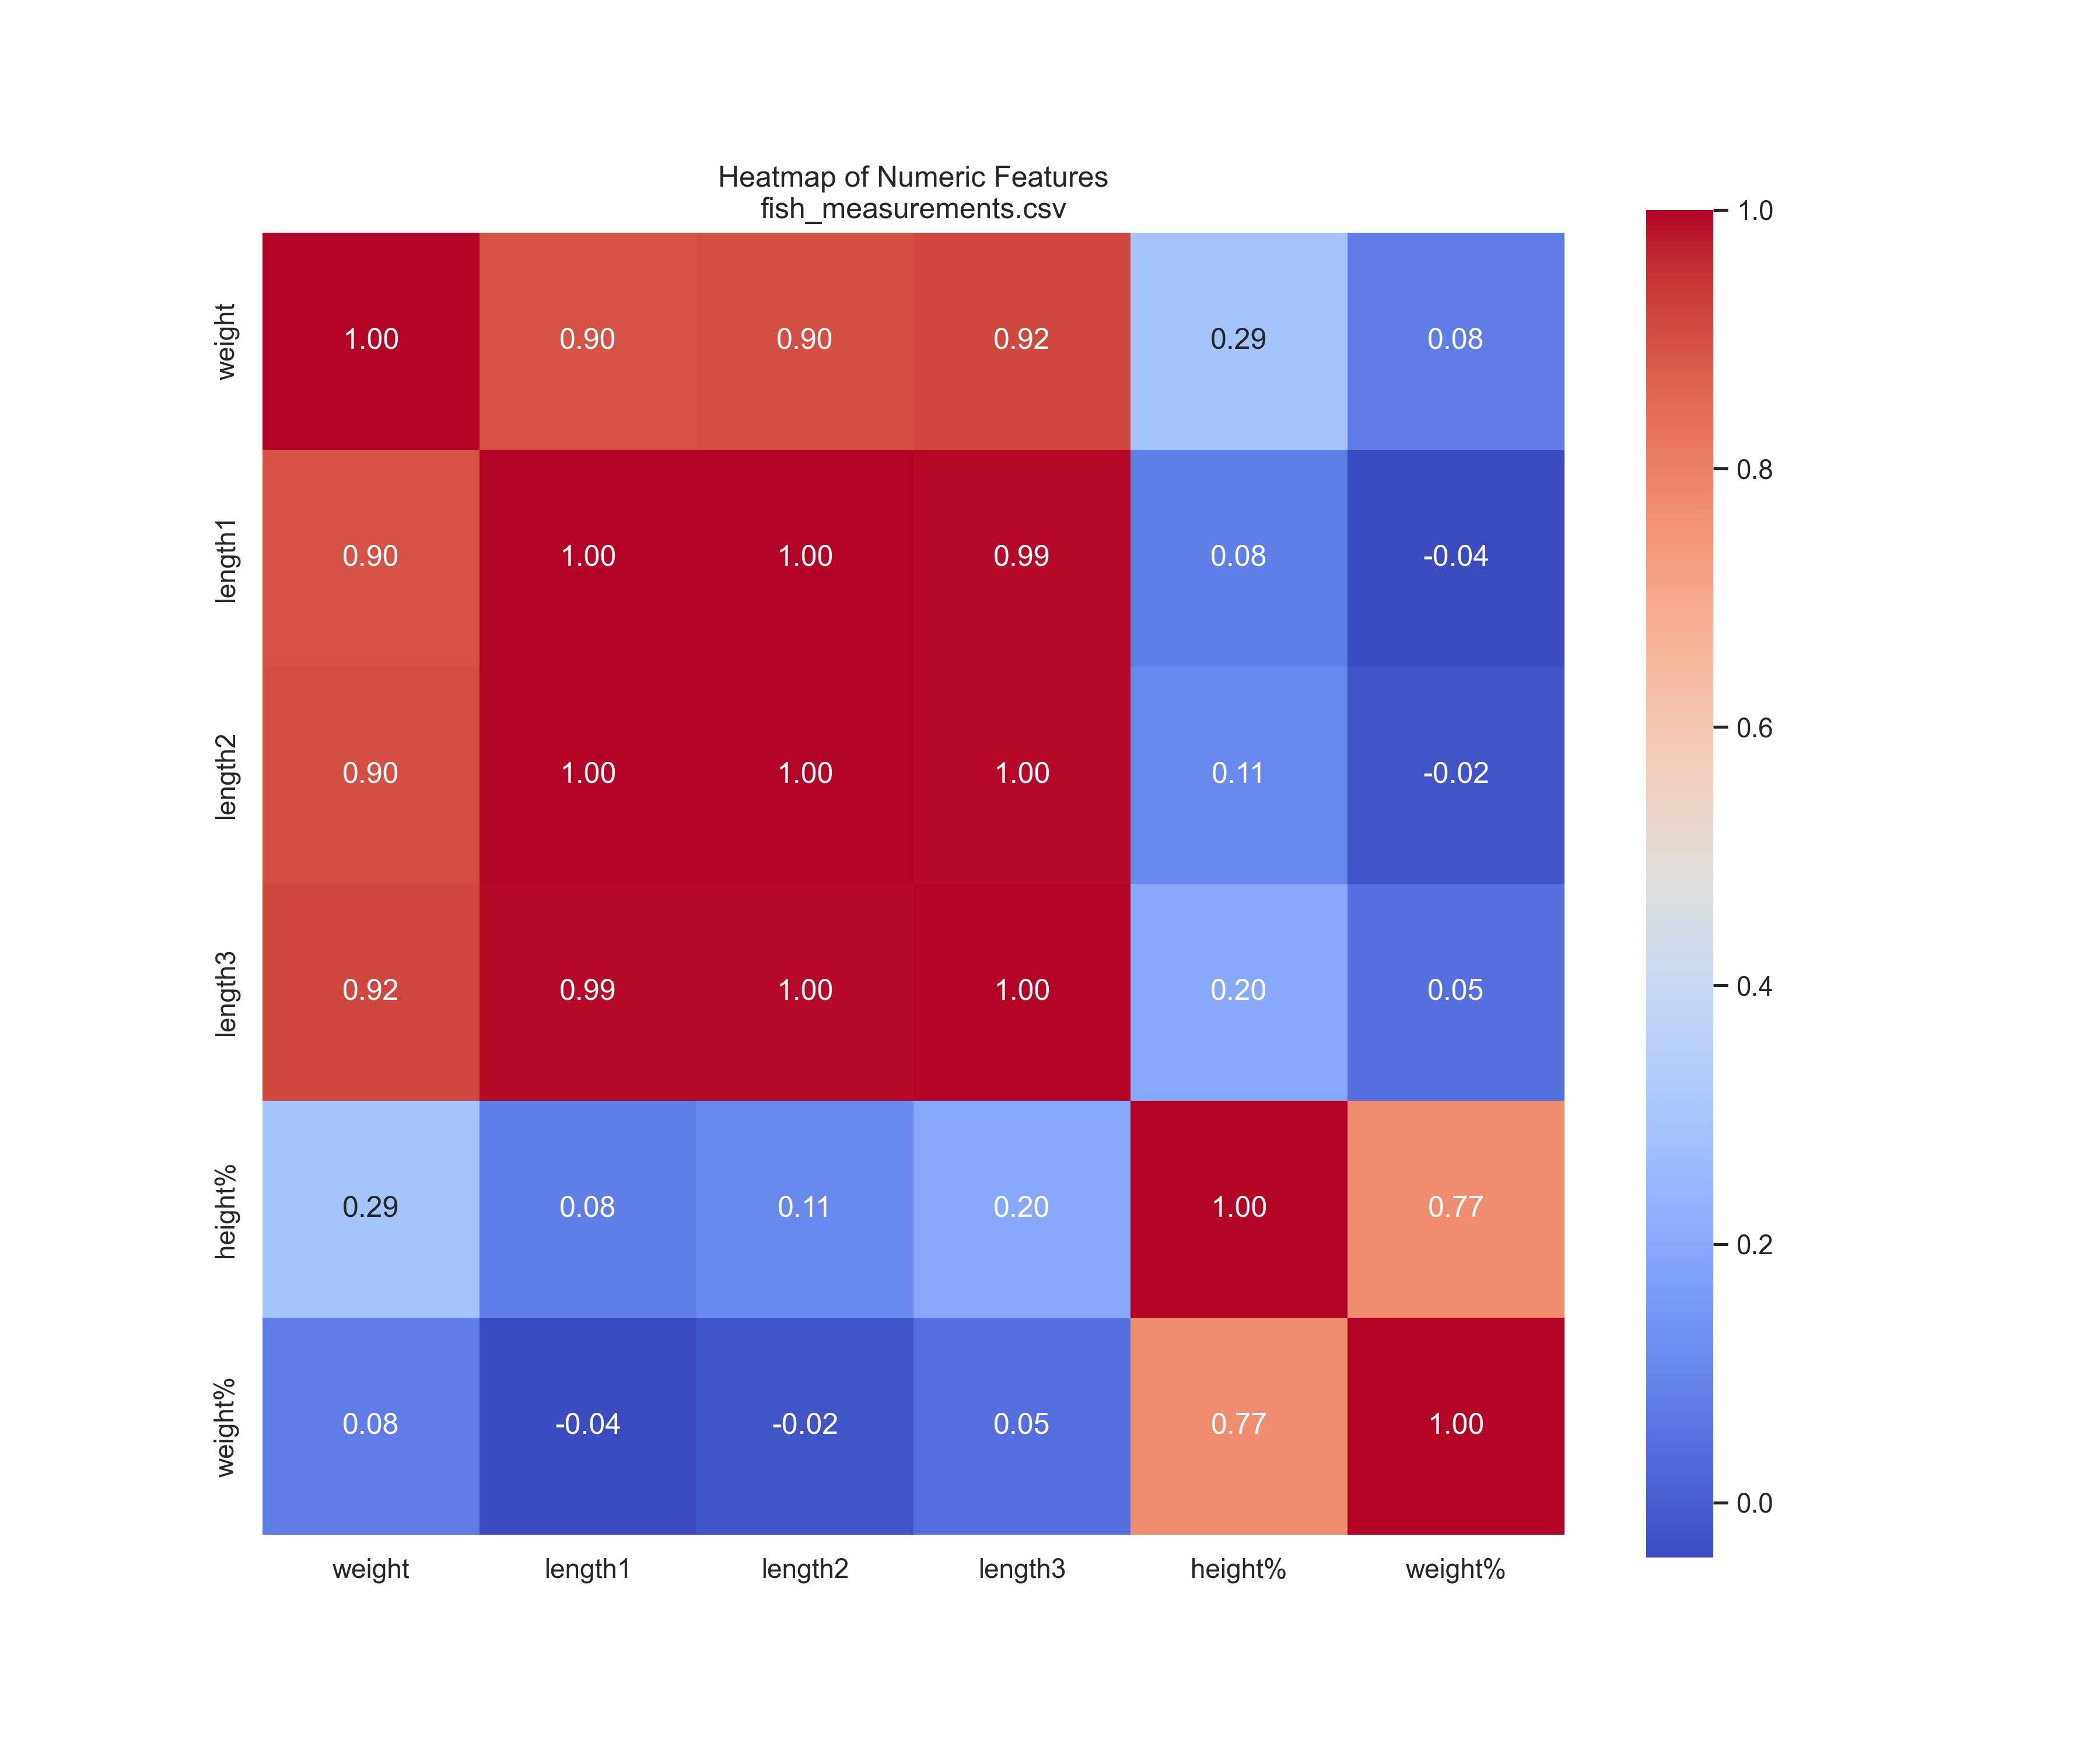 Heatmap of Numeric Features
fish_measurements.csv
weight 1.00 0.90 0.90 0.92 0.29 0.08
length1 0.90 1.00 1.00 0.99 0.08 -0.04
length2 0.90 1.00 1.00 1.00 0.11 -0.02
length3 0.92 0.99 1.00 1.00 0.20 0.05
height% 0.29 0.08 0.11 0.20 1.00 0.77
weight% 0.08 -0.04 -0.02 0.05 0.77 1.00
weight length1 length2 length3 height% weight%
1.0
0.8
0.6
0.4
0.2
0.0